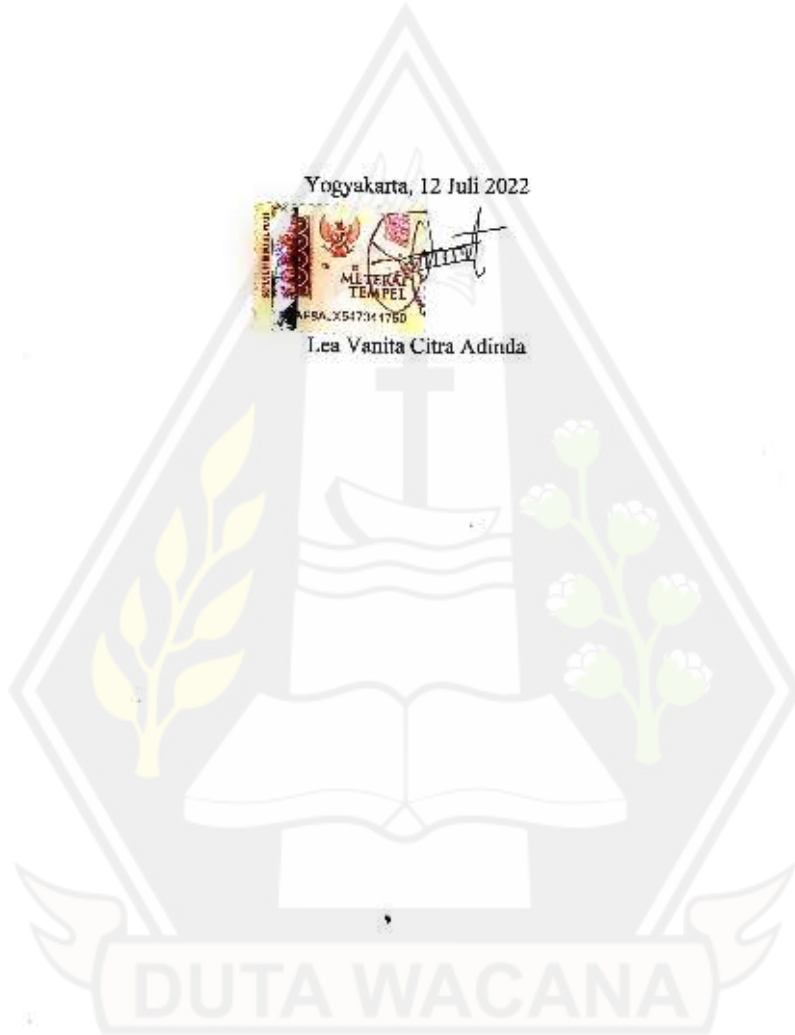 Yogyakarta, 12 Juli 2022
METERAI
TEMPEL
Lea Vanita Citra Adinda
DUTA WACANA